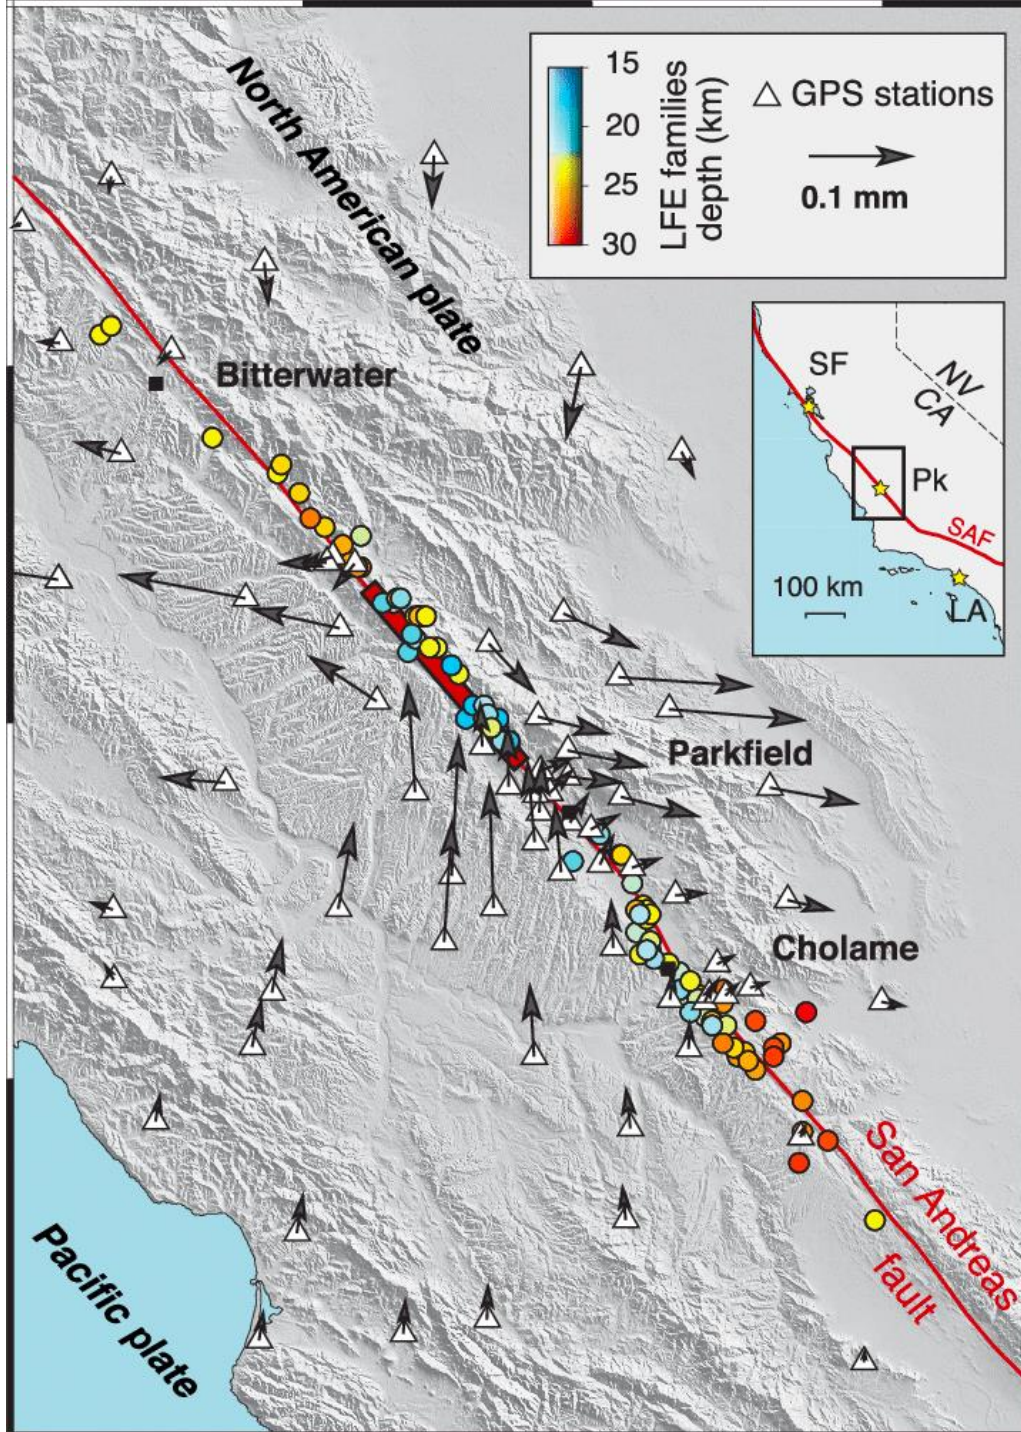 North American plate
15
20
25
30
LFE families
depth (km)
GPS stations
0.1 mm
Bitterwater
SF
NV
CA
Pk
SAF
100 km
LA
Parkfield
Cholame
San Andreas
fault
Pacific plate